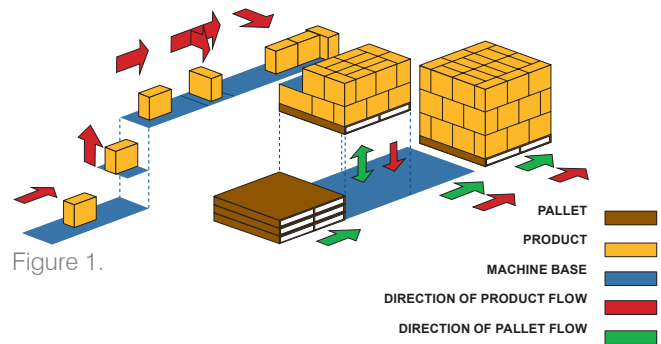 Figure 1.
PALLET
PRODUCT
MACHINE BASE
DIRECTION OF PRODUCT FLOW
DIRECTION OF PALLET FLOW